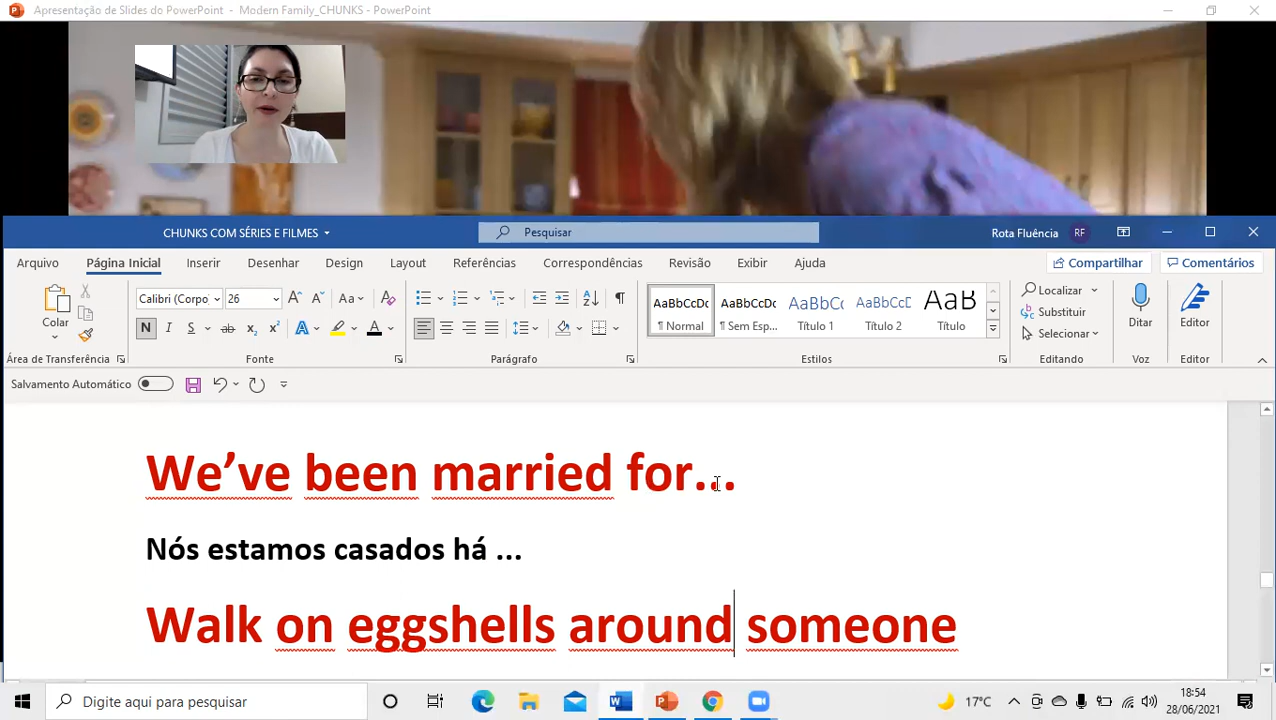 Apresentação de Slides do PowerPoint - Modern Family_CHUNKS - PowerPoint
CHUNKS COM SÉRIES E FILMES
Pesquisar
Rota Fluência RF
Arquivo Página Inicial Inserir Desenhar Design Layout Referências Correspondências Revisão Exibir Ajuda Compartilhar Comentários
Colar
Calibri (Corpo 26
N I S ab x₂ x² A A
Área de Transferência Fonte Parágrafo
AaBbCcDc AaBbCcDc AaBbCc AaBbCcD AaB
¶ Normal ¶ Sem Esp... Título 1 Título 2 Título
Estilos
Localizar
Substituir
Selecionar
Editando
Ditar
Voz
Editor
Editor
Salvamento Automático
We’ve been married for...
Nós estamos casados há ...
Walk on eggshells around someone
Digite aqui para pesquisar
17°C
18:54
28/06/2021